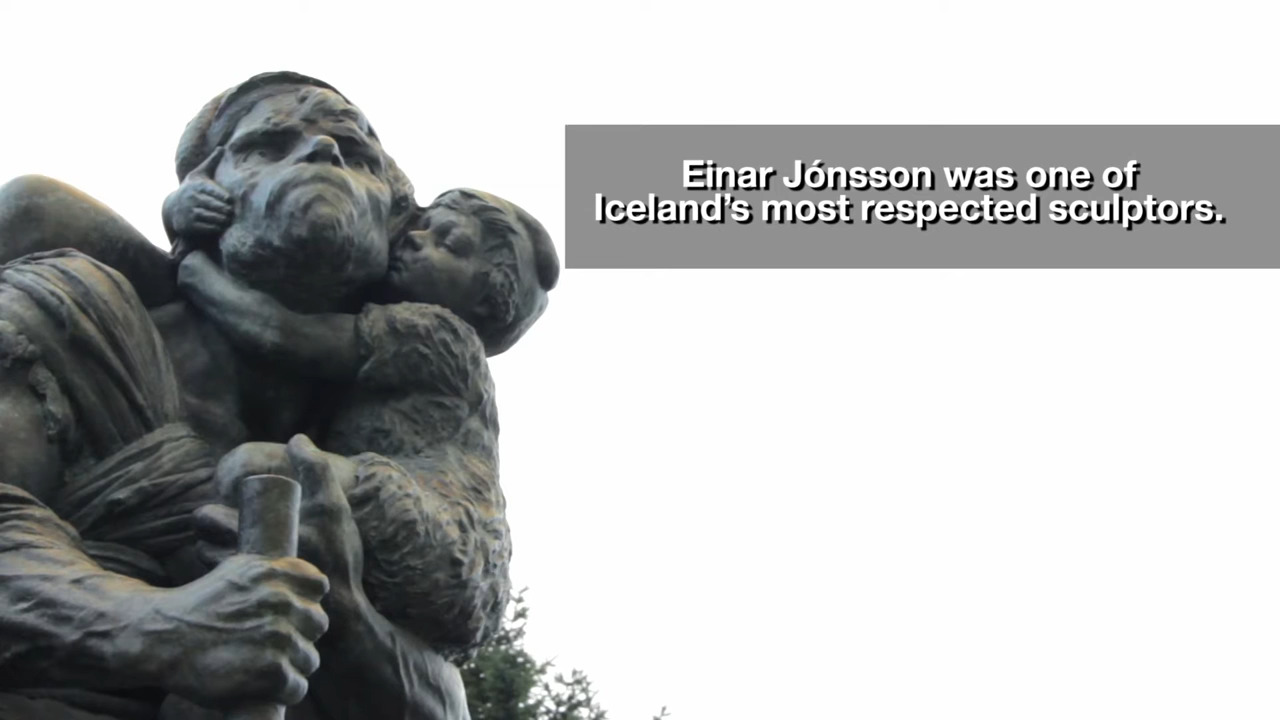 Einar Jónsson was one of
Iceland's most respected sculptors.